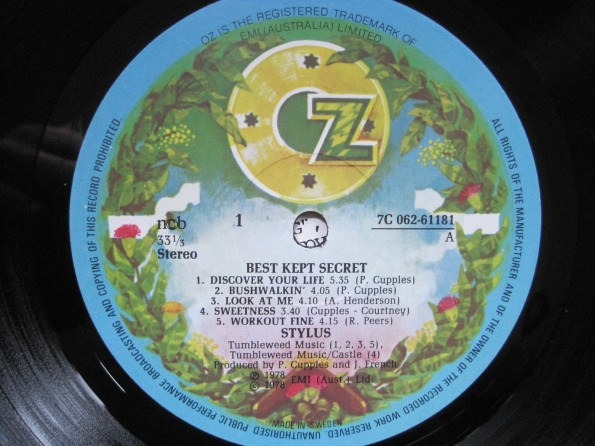 OZ IS THE REGISTERED TRADEMARK OF
EMI (AUSTRALIA) LIMITED
OZ
ncb
33⅓
Stereo
1
7C 062-61181
A
BEST KEPT SECRET
1. DISCOVER YOUR LIFE 5.35 (P. Cupples)
2. BUSHWALKIN' 4.05 (P. Cupples)
3. LOOK AT ME 4.10 (A. Henderson)
4. SWEETNESS 3.40 (Cupples - Courtney)
5. WORKOUT FINE 4.15 (R. Peers)
STYLUS
Tumbleweed Music (1, 2, 3, 5),
Tumbleweed Music/Castle (4)
Produced by P. Cupples and J. French
Ⓟ 1978
© 1978 EMI (Aust.) Ltd
MADE IN SWEDEN
ALL RIGHTS OF THE MANUFACTURER AND OF THE OWNER OF THE RECORDED WORK RESERVED. UNAUTHORISED PUBLIC PERFORMANCE BROADCASTING AND COPYING OF THIS RECORD PROHIBITED.